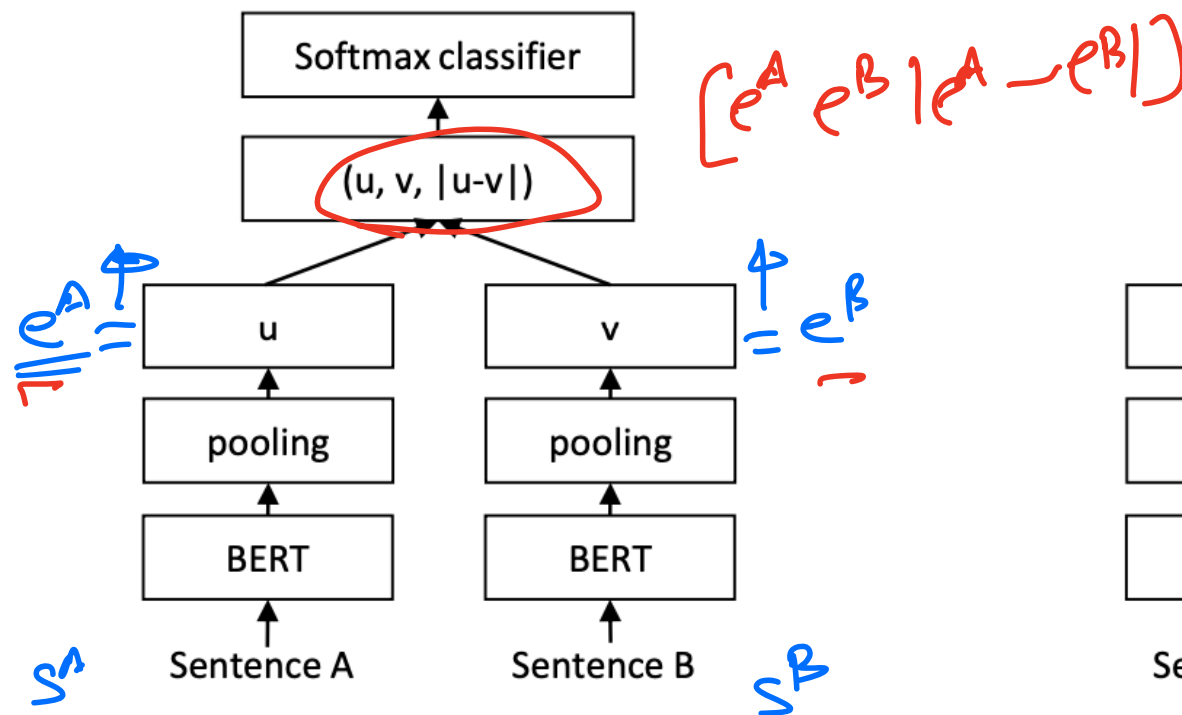 Softmax classifier
[e^A e^B |e^A - e^B|]
(u, v, |u-v|)
e^A = u v = e^B
pooling pooling
BERT BERT
S^A Sentence A Sentence B S^B Se